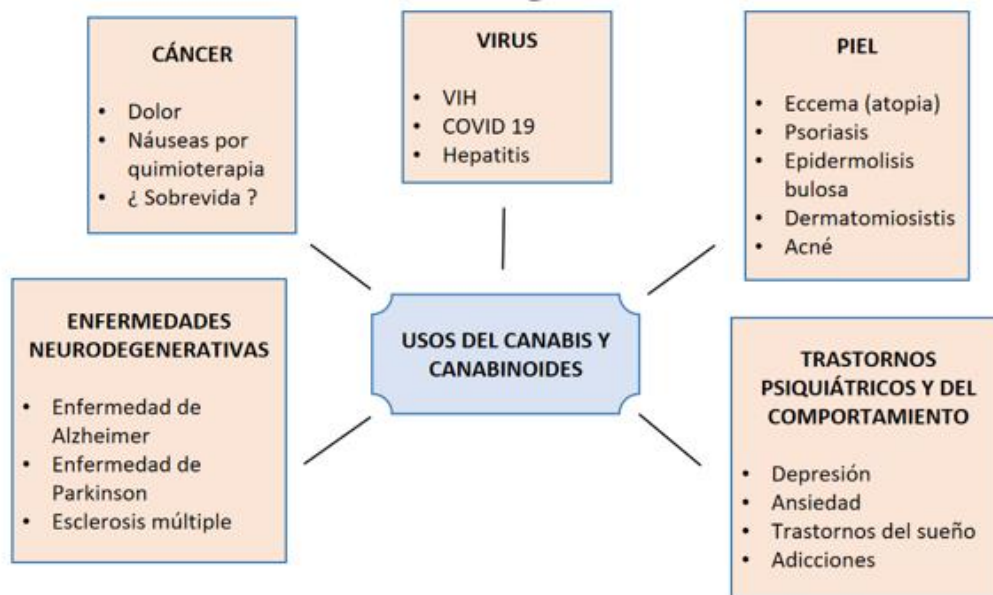 CÁNCER
• Dolor
• Náuseas por
quimioterapia
• ¿ Sobrevida ?
VIRUS
• VIH
• COVID 19
• Hepatitis
PIEL
• Eccema (atopia)
• Psoriasis
• Epidermolisis
bulosa
• Dermatomiosistis
• Acné
ENFERMEDADES
NEURODEGENERATIVAS
• Enfermedad de
Alzheimer
• Enfermedad de
Parkinson
• Esclerosis múltiple
USOS DEL CANABIS Y
CANABINOIDES
TRASTORNOS
PSIQUIÁTRICOS Y DEL
COMPORTAMIENTO
• Depresión
• Ansiedad
• Trastornos del sueño
• Adicciones